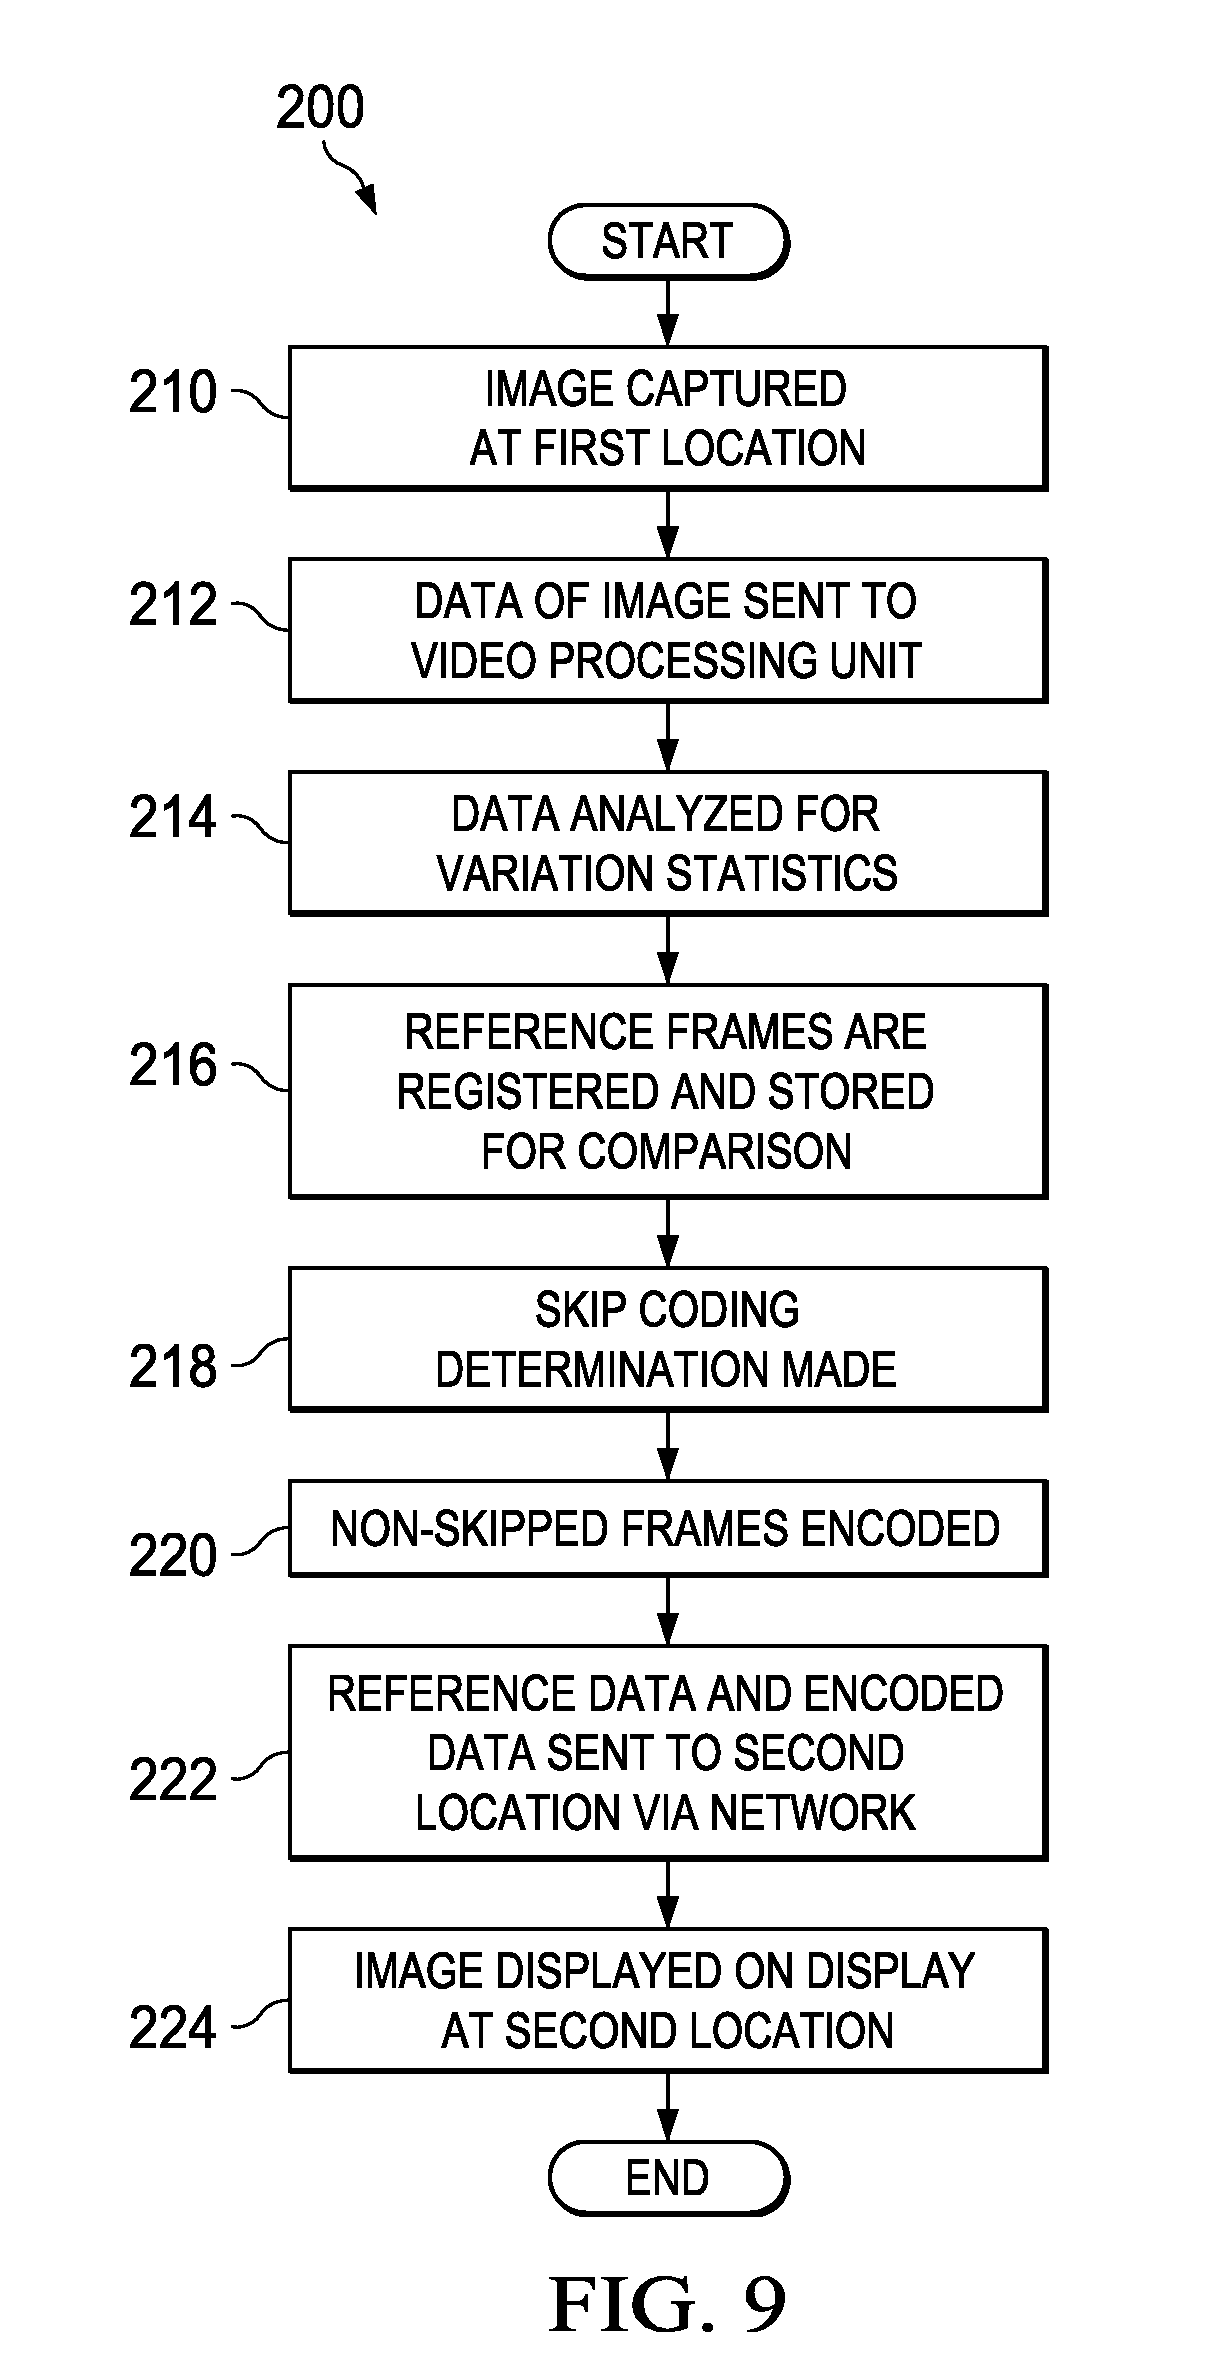 200
START
210
IMAGE CAPTURED
AT FIRST LOCATION
212
DATA OF IMAGE SENT TO
VIDEO PROCESSING UNIT
214
DATA ANALYZED FOR
VARIATION STATISTICS
216
REFERENCE FRAMES ARE
REGISTERED AND STORED
FOR COMPARISON
218
SKIP CODING
DETERMINATION MADE
220
NON-SKIPPED FRAMES ENCODED
222
REFERENCE DATA AND ENCODED
DATA SENT TO SECOND
LOCATION VIA NETWORK
224
IMAGE DISPLAYED ON DISPLAY
AT SECOND LOCATION
END
FIG. 9